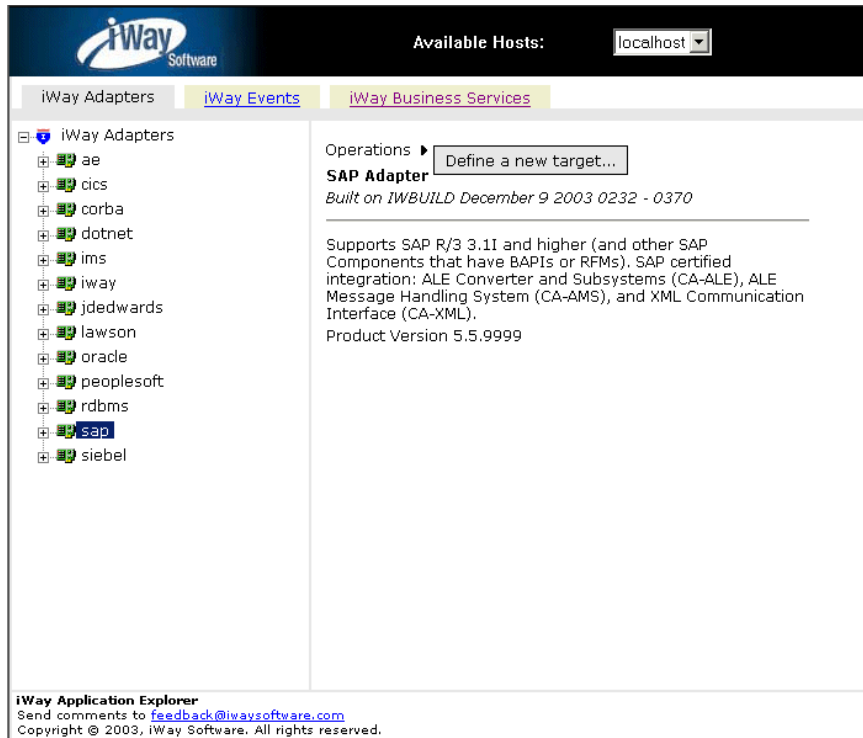 iWay
Software
Available Hosts:
localhost
iWay Adapters
iWay Events
iWay Business Services
iWay Adapters
ae
cics
corba
dotnet
ims
iway
jdedwards
lawson
oracle
peoplesoft
rdbms
sap
siebel
Operations
Define a new target...
SAP Adapter
Built on IWBUILD December 9 2003 0232 - 0370
Supports SAP R/3 3.1I and higher (and other SAP
Components that have BAPIs or RFMs). SAP certified
integration: ALE Converter and Subsystems (CA-ALE), ALE
Message Handling System (CA-AMS), and XML Communication
Interface (CA-XML).
Product Version 5.5.9999
iWay Application Explorer
Send comments to feedback@iwaysoftware.com
Copyright © 2003, iWay Software. All rights reserved.